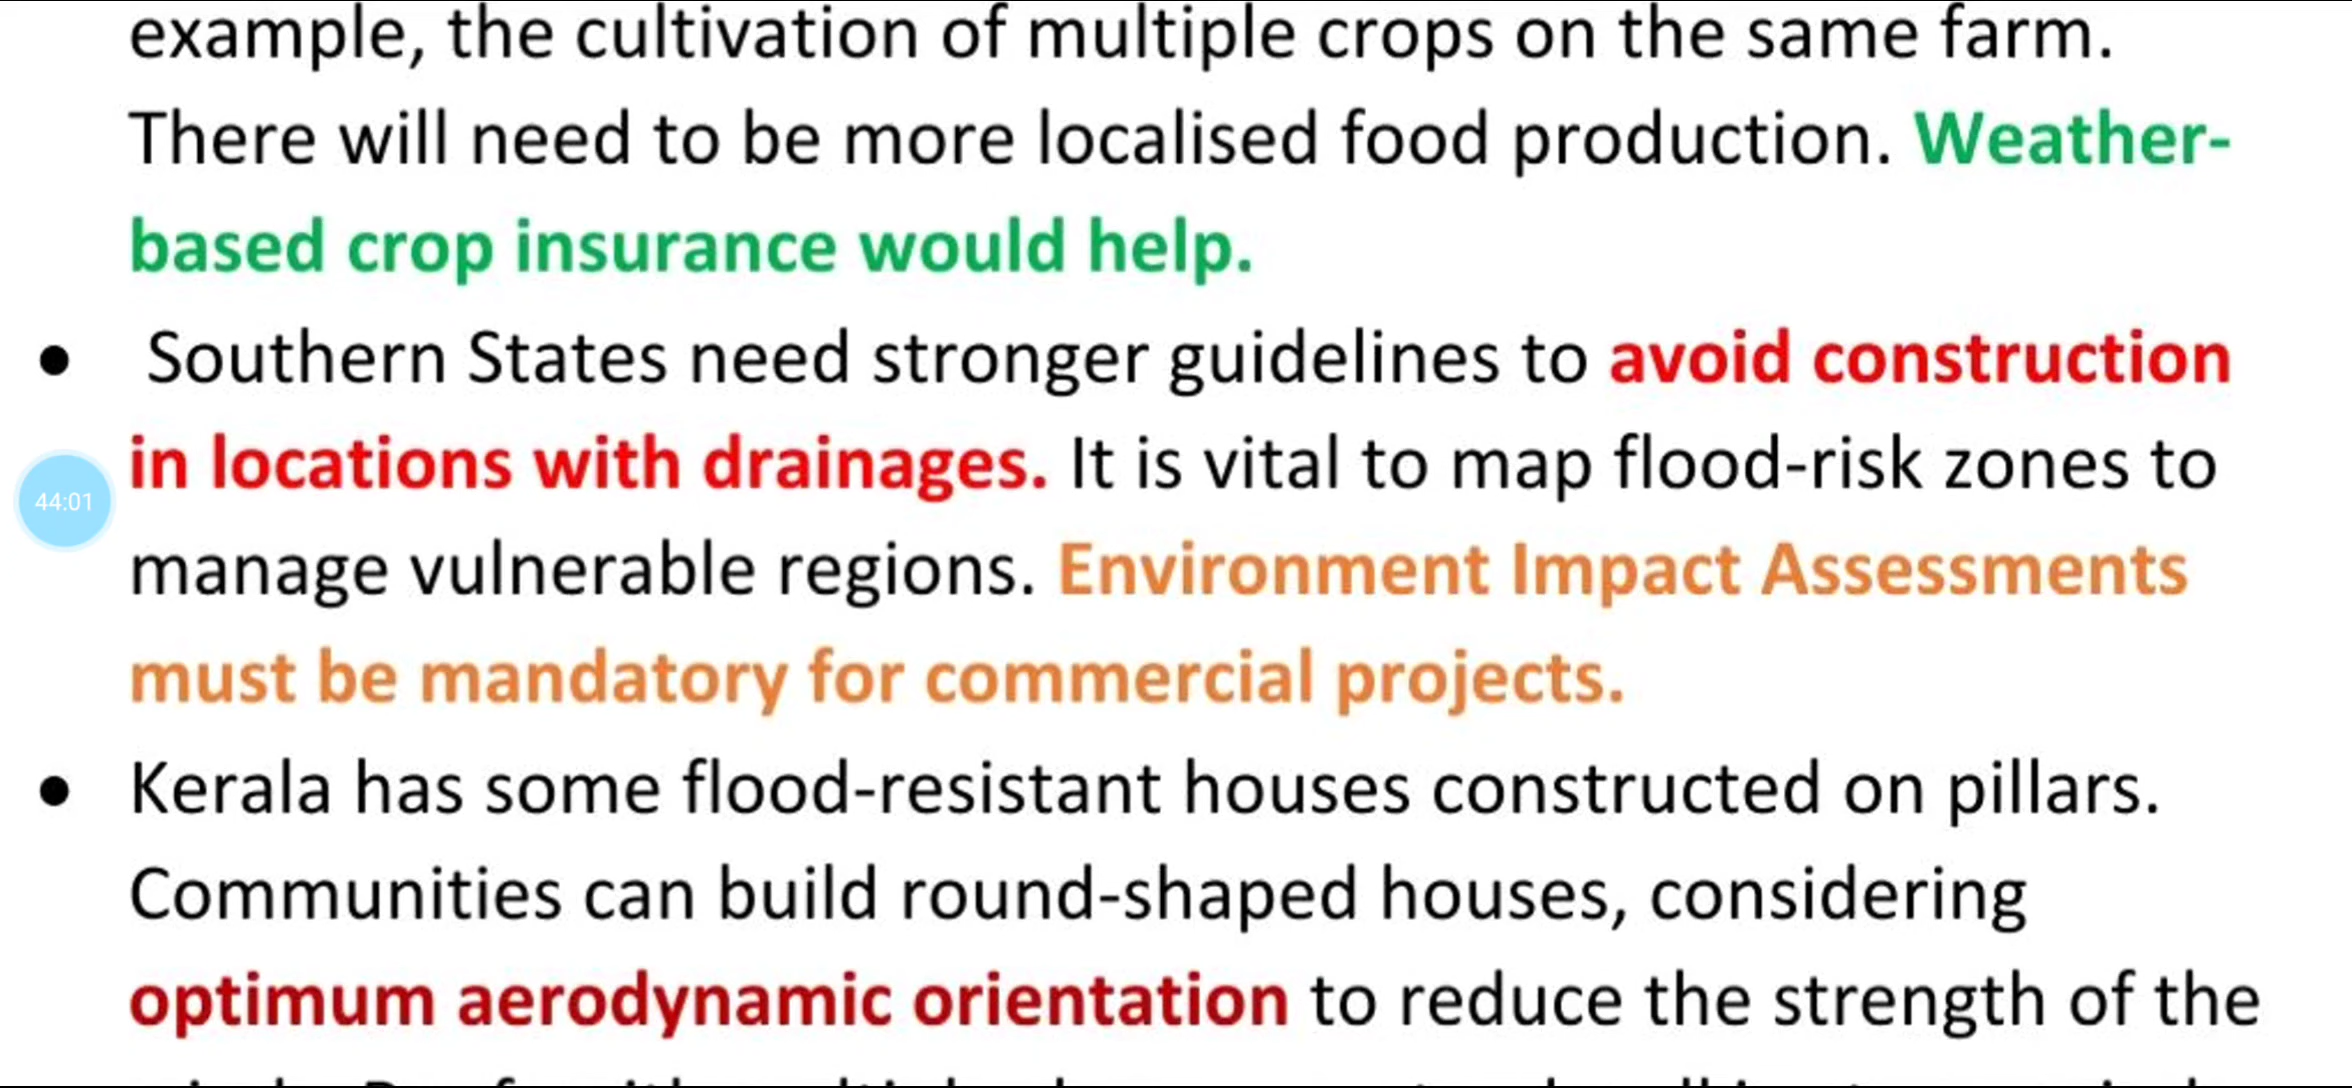 example, the cultivation of multiple crops on the same farm.
There will need to be more localised food production. Weather-
based crop insurance would help.
• Southern States need stronger guidelines to avoid construction
in locations with drainages. It is vital to map flood-risk zones to
44:01
manage vulnerable regions. Environment Impact Assessments
must be mandatory for commercial projects.
• Kerala has some flood-resistant houses constructed on pillars.
Communities can build round-shaped houses, considering
optimum aerodynamic orientation to reduce the strength of the